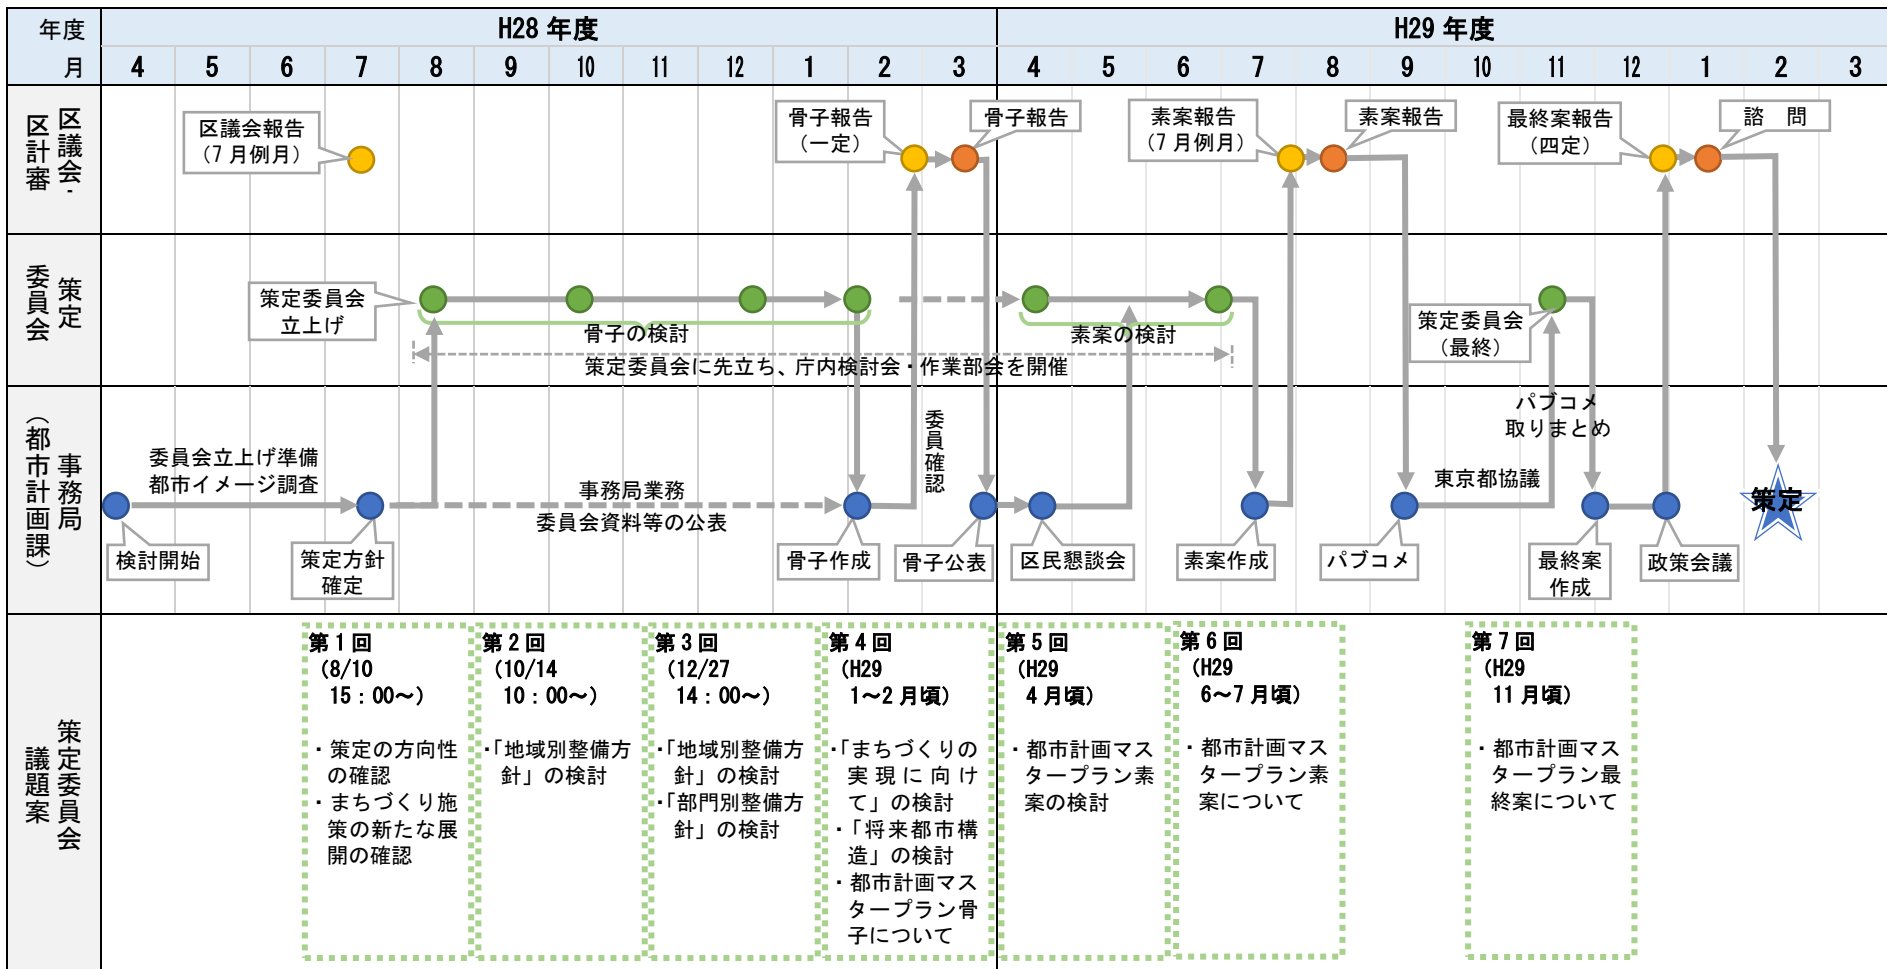 年度
H28 年度
H29 年度
月
4 5 6 7 8 9 10 11 12 1 2 3 4 5 6 7 8 9 10 11 12 1 2 3
区議会・
区計審
区議会報告
（7 月例月）
骨子報告
（一定）
骨子報告
素案報告
（7 月例月）
素案報告
最終案報告
（四定）
諮　問
策定
委員会
策定委員会
立上げ
骨子の検討
素案の検討
策定委員会に先立ち、庁内検討会・作業部会を開催
策定委員会
（最終）
事務局
（都市計画課）
委員会立上げ準備
都市イメージ調査
事務局業務
委員会資料等の公表
委員確認
パブコメ
取りまとめ
東京都協議
策定
検討開始
策定方針
確定
骨子作成
骨子公表
区民懇談会
素案作成
パブコメ
最終案
作成
政策会議
策定委員会
議題案
第 1 回
(8/10
15：00～)
・策定の方向性
の確認
・まちづくり施
策の新たな展
開の確認
第 2 回
(10/14
10：00～)
・「地域別整備方
針」の検討
第 3 回
(12/27
14：00～)
・「地域別整備方
針」の検討
・「部門別整備方
針」の検討
第 4 回
(H29
1～2 月頃)
・「まちづくりの
実現に向け
て」の検討
・「将来都市構
造」の検討
・都市計画マス
タープラン骨
子について
第 5 回
(H29
4 月頃)
・都市計画マス
タープラン素
案の検討
第 6 回
(H29
6～7 月頃)
・都市計画マス
タープラン素
案について
第 7 回
(H29
11 月頃)
・都市計画マス
タープラン最
終案について